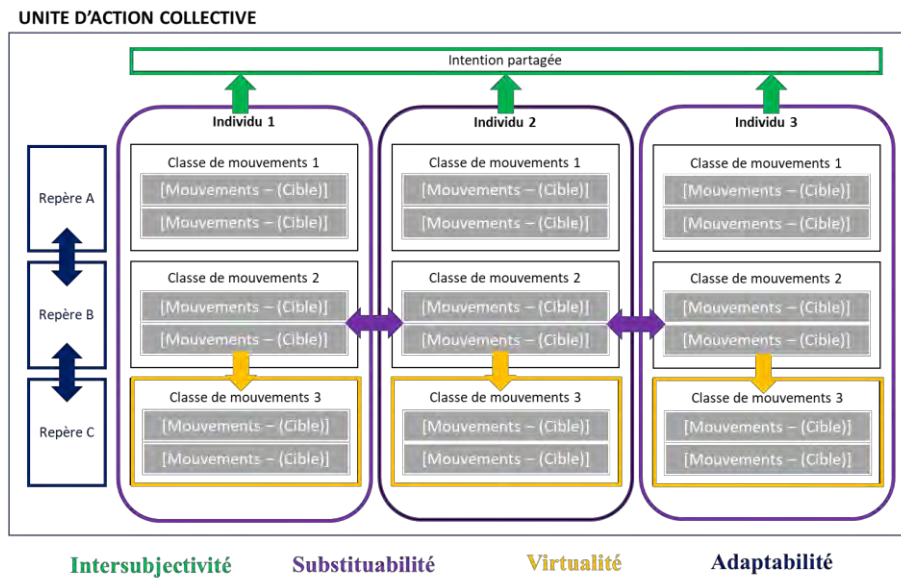 UNITE D'ACTION COLLECTIVE
Intention partagée
Individu 1
Individu 2
Individu 3
Repère A
Classe de mouvements 1
[Mouvements – (Cible)]
[Mouvements – (Cible)]
Classe de mouvements 1
[Mouvements – (Cible)]
[Mouvements – (Cible)]
Classe de mouvements 1
[Mouvements – (Cible)]
[Mouvements – (Cible)]
Repère B
Classe de mouvements 2
[Mouvements – (Cible)]
[Mouvements – (Cible)]
Classe de mouvements 2
[Mouvements – (Cible)]
[Mouvements – (Cible)]
Classe de mouvements 2
[Mouvements – (Cible)]
[Mouvements – (Cible)]
Repère C
Classe de mouvements 3
[Mouvements – (Cible)]
[Mouvements – (Cible)]
Classe de mouvements 3
[Mouvements – (Cible)]
[Mouvements – (Cible)]
Classe de mouvements 3
[Mouvements – (Cible)]
[Mouvements – (Cible)]
Intersubjectivité
Substituabilité
Virtualité
Adaptabilité